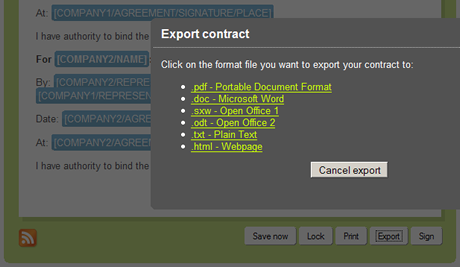 At: [COMPANY1/AGREEMENT/SIGNATURE/PLACE]
I have authority to bind the
For [COMPANY2/NAME]
By: [COMPANY2/REPRE
[COMPANY1/REPRESEN
Date: [COMPANY2/AGREE
At: [COMPANY2/AGREEM
I have authority to bind the
Export contract
Click on the format file you want to export your contract to:
.pdf - Portable Document Format
.doc - Microsoft Word
.sxw - Open Office 1
.odt - Open Office 2
.txt - Plain Text
.html - Webpage
Cancel export
Save now Lock Print Export Sign